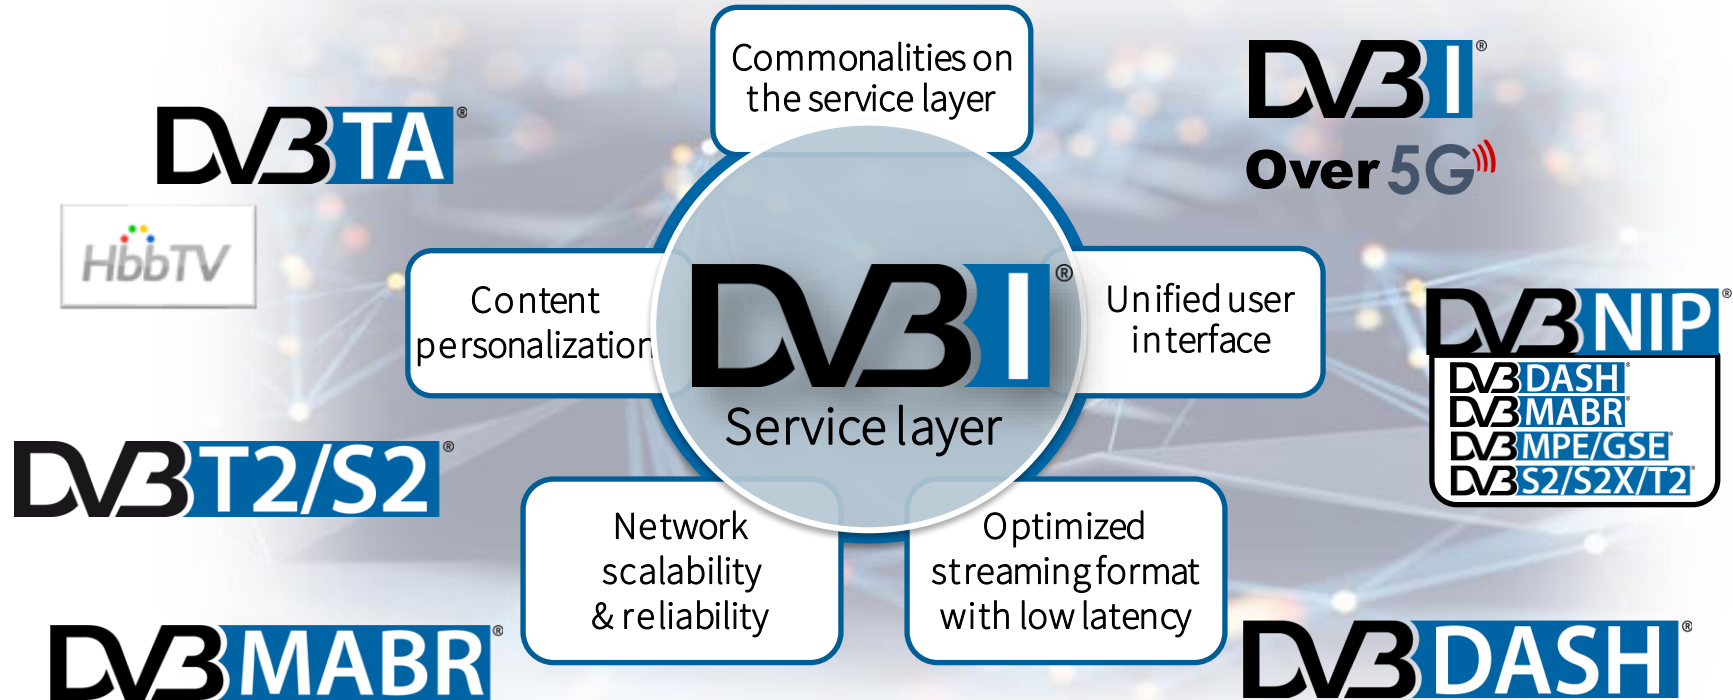 Commonalities on
the service layer
DVB I®
Over 5G
DVB TA®
HbbTV
Content
personalization
DVB I®
Service layer
Unified user
interface
DVB NIP®
DVB DASH®
DVB MABR®
DVB MPE/GSE®
DVB S2/S2X/T2®
DVB T2/S2®
Network
scalability
& reliability
Optimized
streaming format
with low latency
DVB MABR®
DVB DASH®